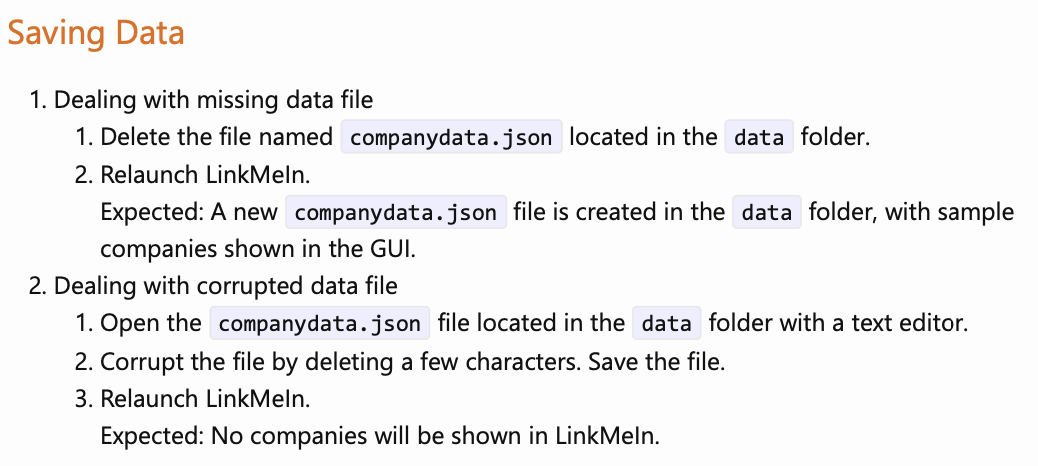 Saving Data
1. Dealing with missing data file
1. Delete the file named companydata.json located in the data folder.
2. Relaunch LinkMeIn.
Expected: A new companydata.json file is created in the data folder, with sample
companies shown in the GUI.
2. Dealing with corrupted data file
1. Open the companydata.json file located in the data folder with a text editor.
2. Corrupt the file by deleting a few characters. Save the file.
3. Relaunch LinkMeIn.
Expected: No companies will be shown in LinkMeIn.